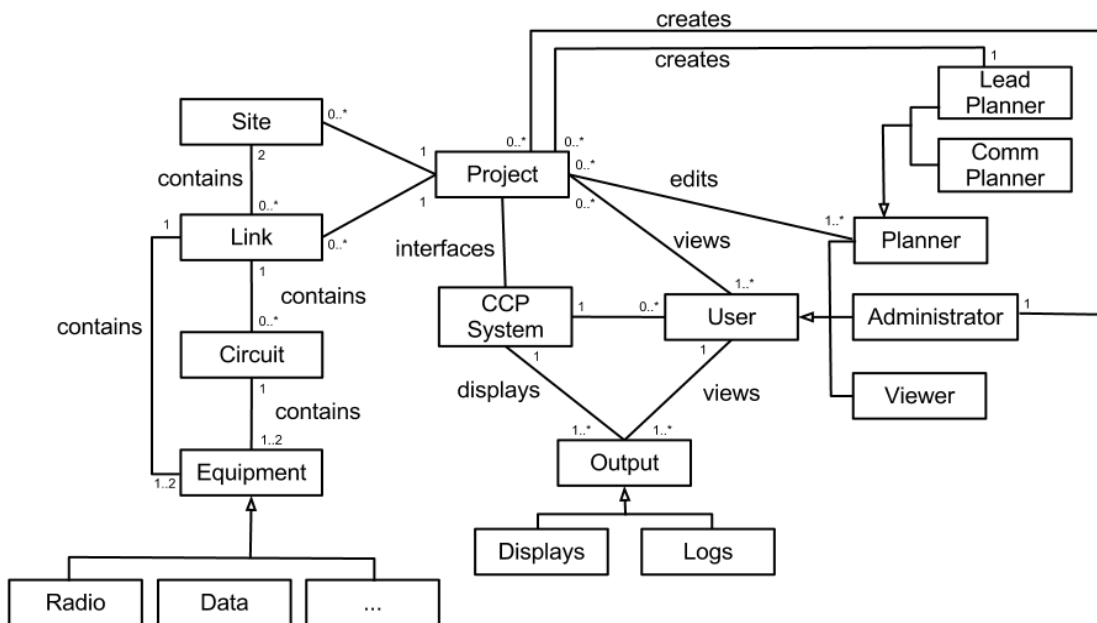 creates
creates
1
Lead
Planner
Site
0..*
0..*
0..*
Comm
Planner
2
1
0..*
Project
contains
edits
1
0..*
0..*
1..*
1
Link
0..*
Planner
interfaces
views
1
contains
1..*
CCP
System
1
0..*
User
Administrator
1
contains
0..*
Circuit
1
1
displays
views
Viewer
1
contains
1..2
1..*
1..*
Equipment
Output
1..2
Displays
Logs
Radio
Data
...